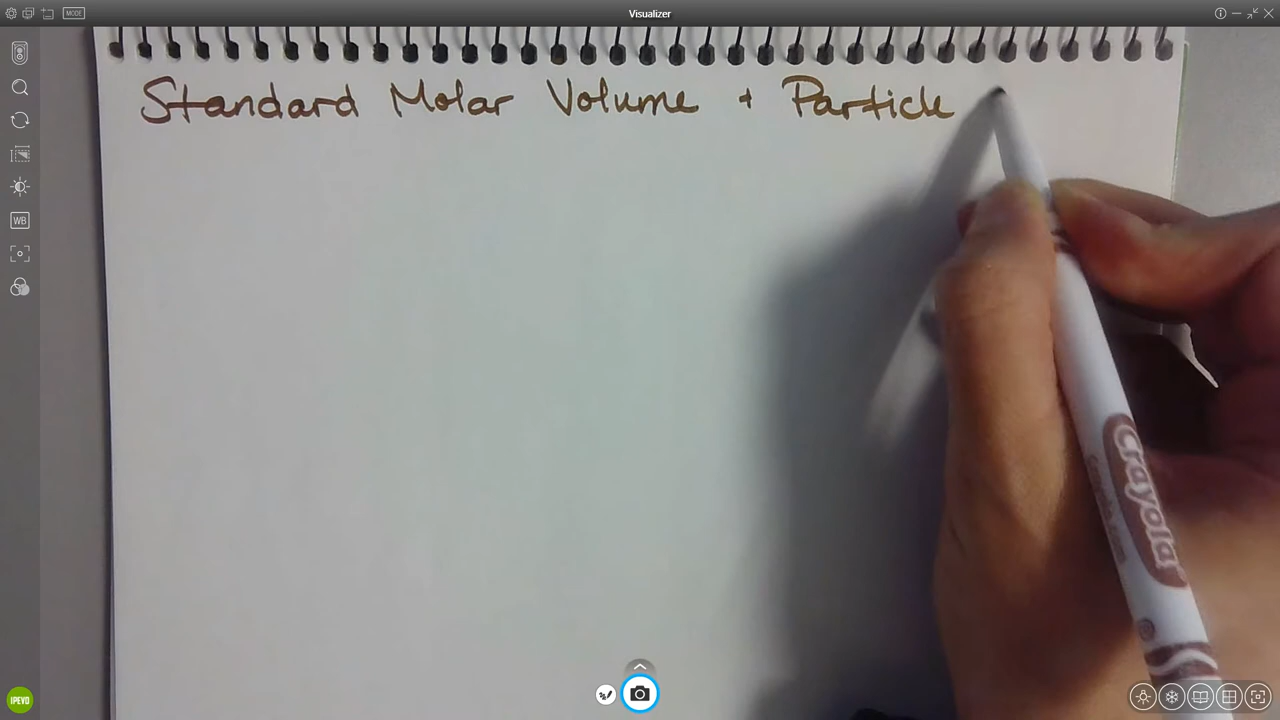 MODE
Visualizer
Standard Molar Volume + Particle
WB
Crayola
IPEVO